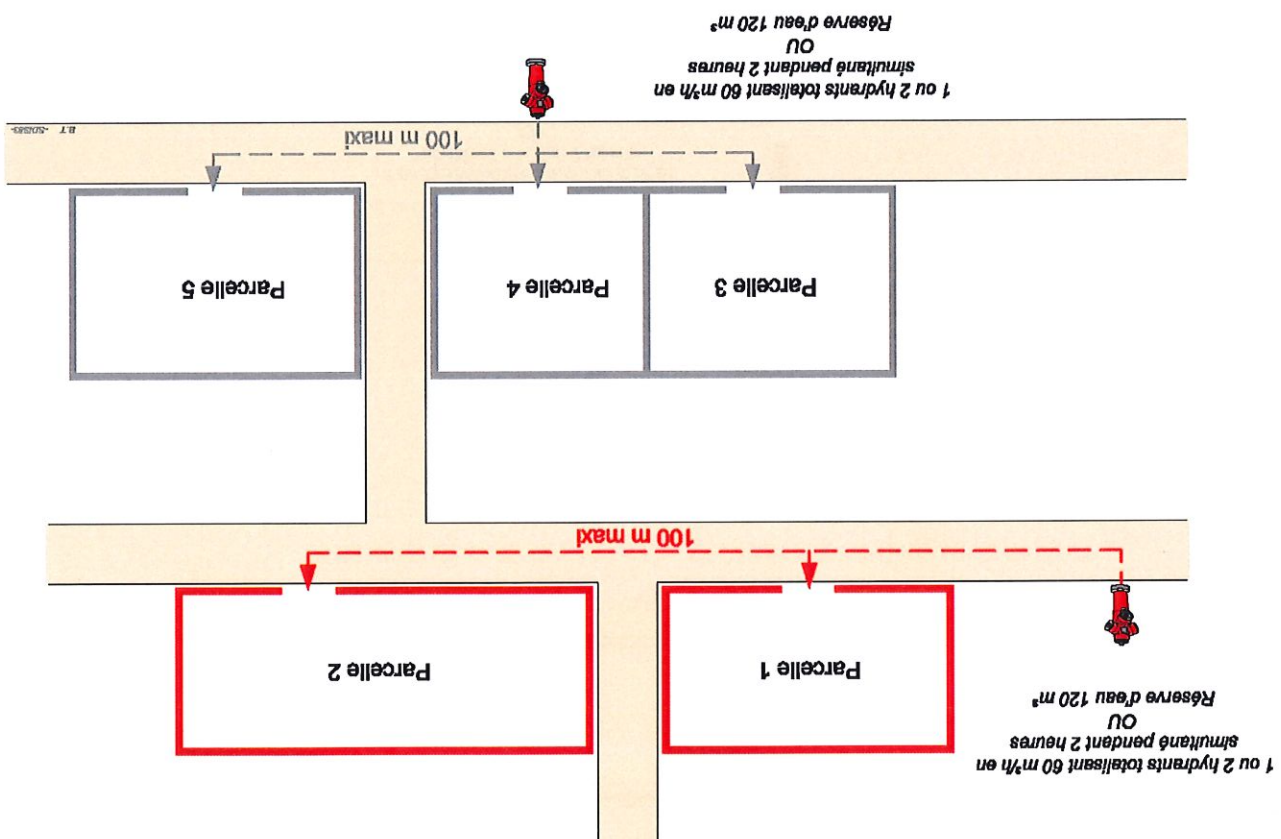 1 ou 2 hydrants totalisant 60 m³/h en
simultané pendant 2 heures
OU
Réserve d'eau 120 m³
Parcelle 1
Parcelle 2
100 m maxi
Parcelle 3
Parcelle 4
Parcelle 5
100 m maxi
B.T -SDIS83-
1 ou 2 hydrants totalisant 60 m³/h en
simultané pendant 2 heures
OU
Réserve d'eau 120 m³